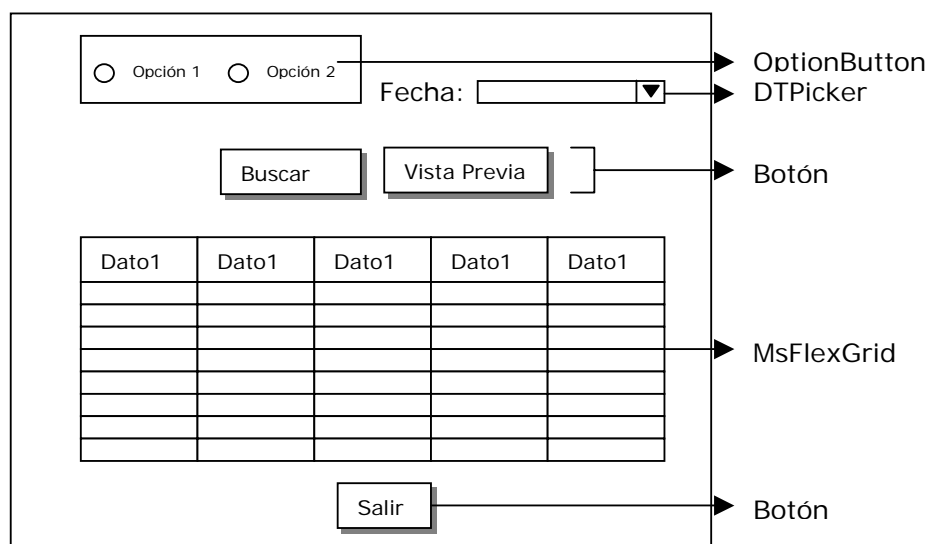 Opción 1 Opción 2
OptionButton
Fecha:
DTPicker
Buscar
Vista Previa
Botón
Dato1 Dato1 Dato1 Dato1 Dato1
MsFlexGrid
Salir
Botón